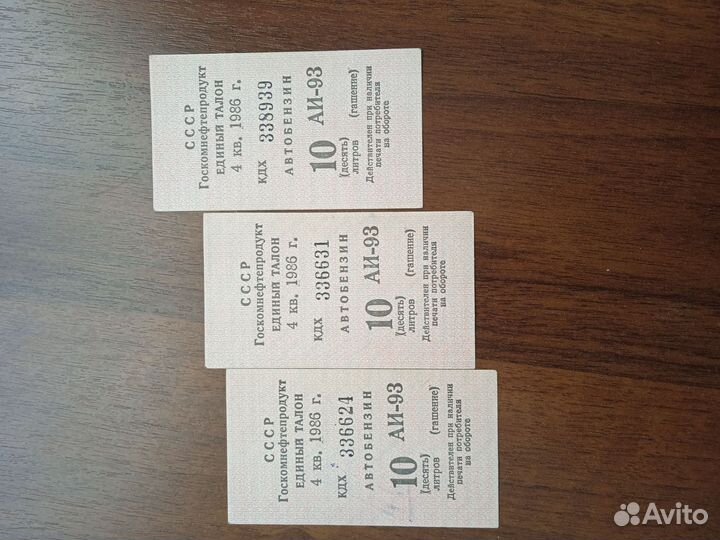 СССР
Госкомнефтепродукт
ЕДИНЫЙ ТАЛОН
4 кв. 1986 г.
КДХ 338939
АВТОБЕНЗИН
10 АИ-93
(десять) (гашение)
литров
Действителен при наличии
печати потребителя
на обороте
СССР
Госкомнефтепродукт
ЕДИНЫЙ ТАЛОН
4 кв. 1986 г.
КДХ 336631
АВТОБЕНЗИН
10 АИ-93
(десять) (гашение)
литров
Действителен при наличии
печати потребителя
на обороте
СССР
Госкомнефтепродукт
ЕДИНЫЙ ТАЛОН
4 кв. 1986 г.
КДХ 336624
АВТОБЕНЗИН
10 АИ-93
(десять) (гашение)
литров
Действителен при наличии
печати потребителя
на обороте
Avito